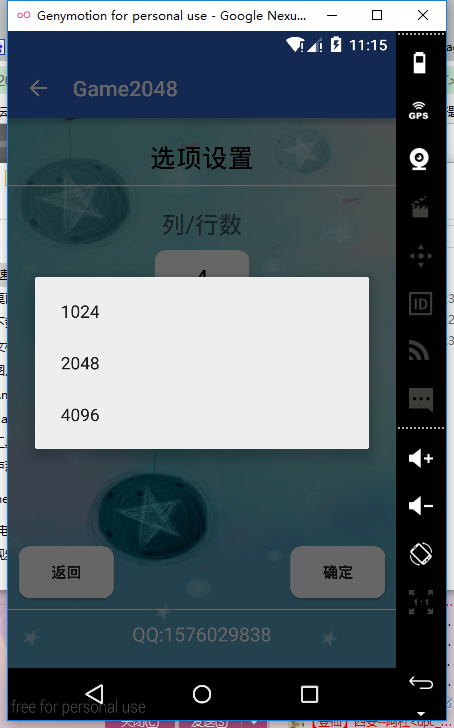 Genymotion for personal use - Google Nexu...
11:15
Game2048
GPS
选项设置
列/行数
4
1024
2048
4096
ID
返回
确定
1:1
QQ:1576029838
free for personal use